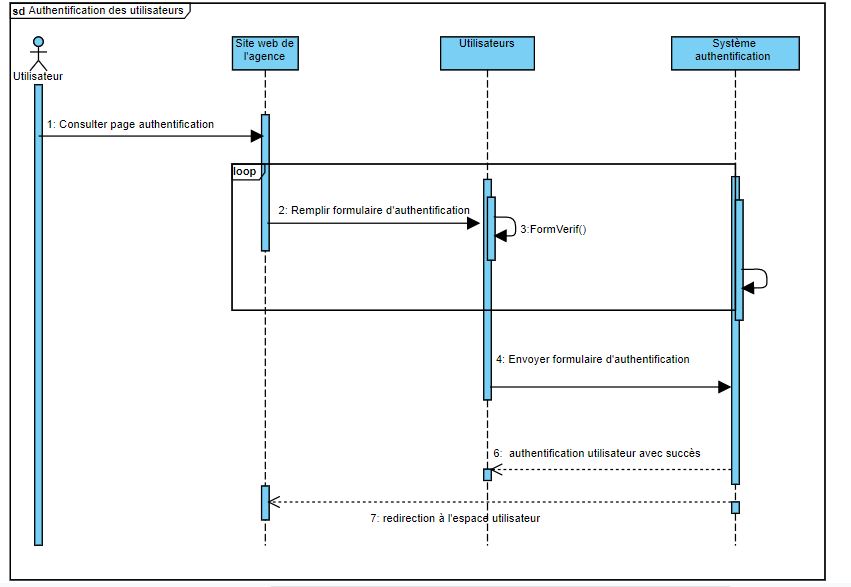 sd Authentification des utilisateurs
Site web de
l'agence
Utilisateurs
Système
authentification
Utilisateur
1: Consulter page authentification
loop
2: Remplir formulaire d'authentification
3:FormVerif()
4: Envoyer formulaire d'authentification
6: authentification utilisateur avec succès
7: redirection à l'espace utilisateur